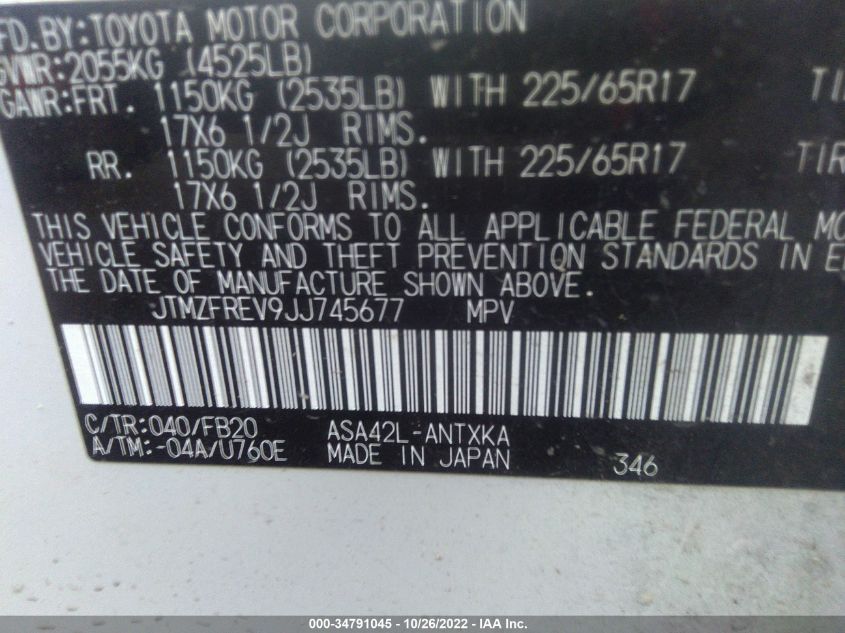 FD. BY: TOYOTA MOTOR CORPORATION
GVWR: 2055KG (4525LB)
GAWR: FRT. 1150KG (2535LB) WITH 225/65R17 TI
17X6 1/2J RIMS.
RR. 1150KG (2535LB) WITH 225/65R17 TIR
17X6 1/2J RIMS.
THIS VEHICLE CONFORMS TO ALL APPLICABLE FEDERAL MO
VEHICLE SAFETY AND THEFT PREVENTION STANDARDS IN E
THE DATE OF MANUFACTURE SHOWN ABOVE.
JTMZFREV9JJ745677 MPV
C/TR: 040/FB20 ASA42L-ANTXKA
A/TM: -04A/U760E MADE IN JAPAN 346
000-34791045 - 10/26/2022 - IAA Inc.